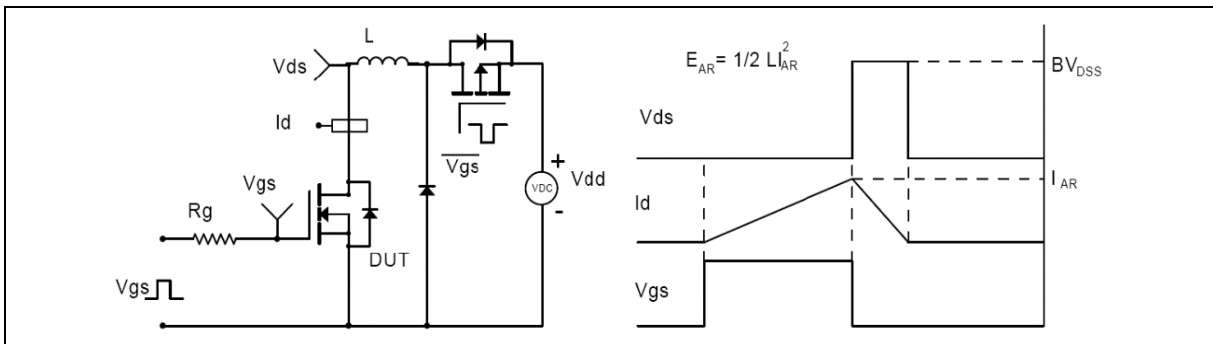 L
Vds
Id
Vgs
Vgs
Rg
DUT
Vgs
+
VDC
Vdd
-
E_AR = 1/2 LI_AR^2
BV_DSS
Vds
I_AR
Id
Vgs